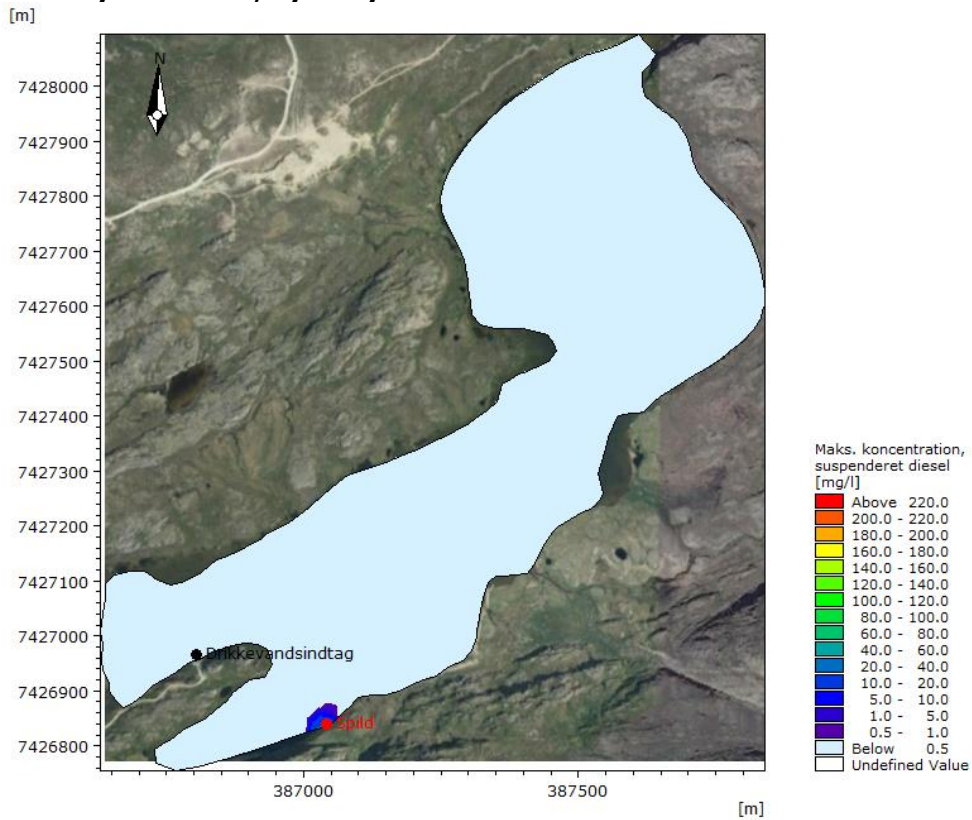 [m]
N
7428000
7427900
7427800
7427700
7427600
7427500
7427400
7427300
7427200
7427100
7427000
7426900
7426800
Drikkevandsindtag
Spild
387000
387500
[m]
Maks. koncentration,
suspenderet diesel
[mg/l]
Above 220.0
200.0 - 220.0
180.0 - 200.0
160.0 - 180.0
140.0 - 160.0
120.0 - 140.0
100.0 - 120.0
80.0 - 100.0
60.0 - 80.0
40.0 - 60.0
20.0 - 40.0
10.0 - 20.0
5.0 - 10.0
1.0 - 5.0
0.5 - 1.0
Below 0.5
Undefined Value